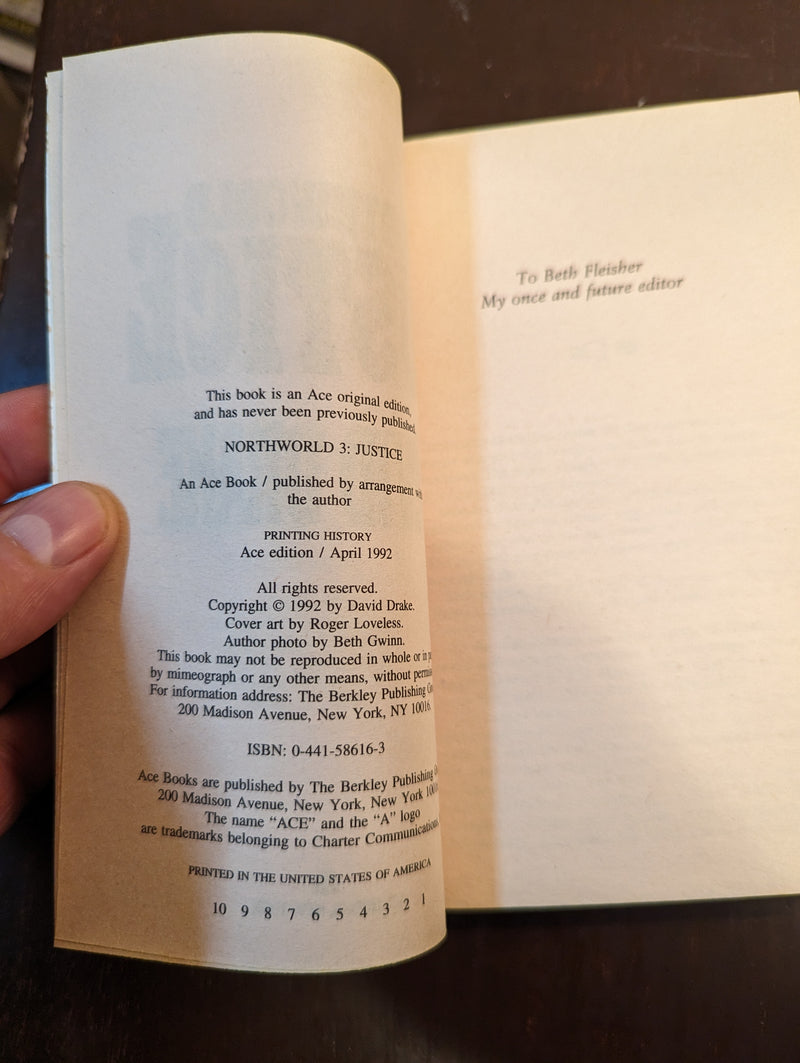 This book is an Ace original edition,
and has never been previously published.
NORTHWORLD 3: JUSTICE
An Ace Book / published by arrangement
the author
PRINTING HISTORY
Ace edition / April 1992
All rights reserved.
Copyright © 1992 by David Drake.
Cover art by Roger Loveless.
Author photo by Beth Gwinn.
This book may not be reproduced in whole or in
by mimeograph or any other means, without
For information address: The Berkley Publishing
200 Madison Avenue, New York, NY 10016.
ISBN: 0-441-58616-3
Ace Books are published by The Berkley Publishing
200 Madison Avenue, New York, New York
The name "ACE" and the "A" logo
are trademarks belonging to Charter Communications
PRINTED IN THE UNITED STATES OF AMERICA
10 9 8 7 6 5 4 3 2 1
To Beth Fleisher
My once and future editor